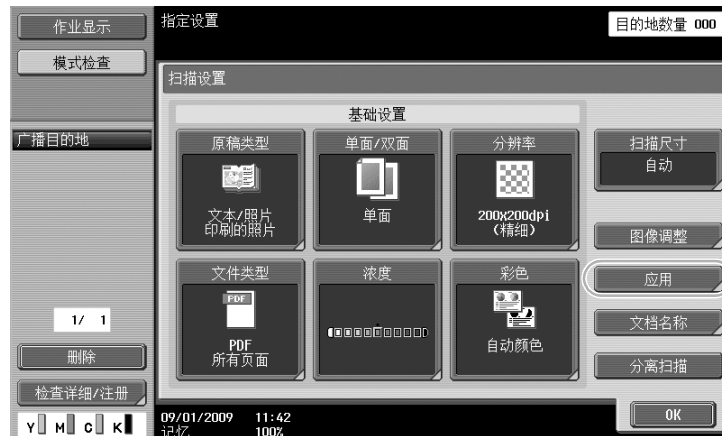 作业显示
模式检查
广播目的地
1/ 1
删除
检查详细/注册
Y M C K
指定设置
目的地数量 000
扫描设置
基础设置
原稿类型
文本/照片
印刷的照片
单面/双面
单面
分辨率
200X200dpi
(精细)
文件类型
PDF
PDF
所有页面
浓度
彩色
自动颜色
扫描尺寸
自动
图像调整
应用
文档名称
分离扫描
OK
09/01/2009 11:42
记忆 100%